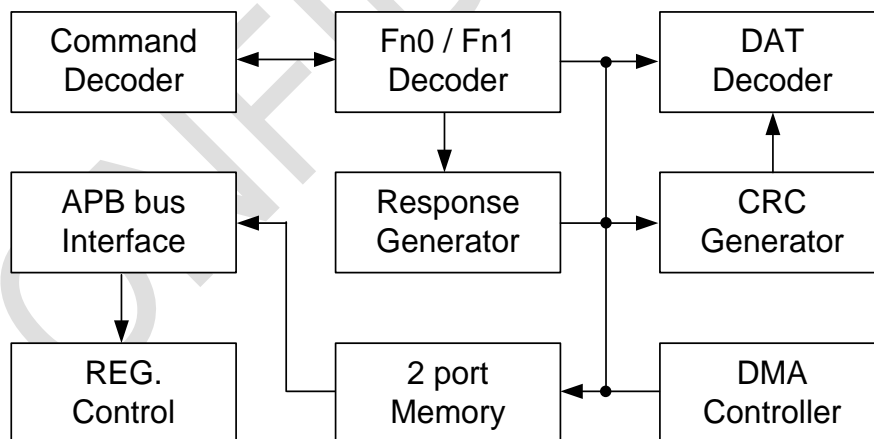 Command
Decoder
Fn0 / Fn1
Decoder
DAT
Decoder
APB bus
Interface
Response
Generator
CRC
Generator
REG.
Control
2 port
Memory
DMA
Controller